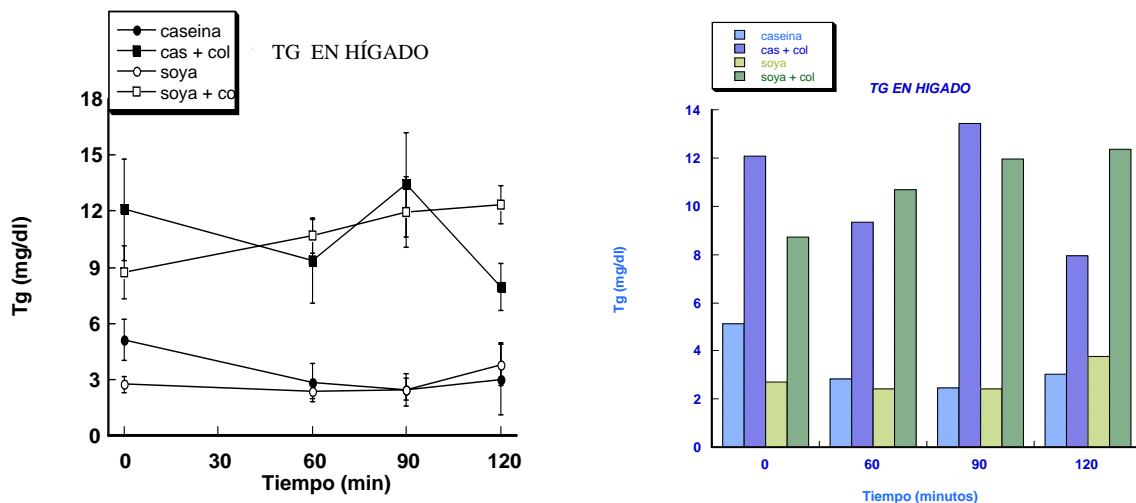 caseina
cas + col
soya
soya + col
TG EN HÍGADO
18
15
12
9
6
3
0
Tg (mg/dl)
0 30 60 90 120
Tiempo (min)
caseina
cas + col
soya
soya + col
TG EN HIGADO
14
12
10
8
6
4
2
0
Tg (mg/dl)
0 60 90 120
Tiempo (minutos)